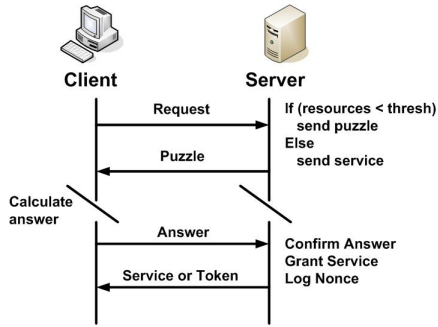 Client
Server
Request
If (resources < thresh)
send puzzle
Else
send service
Puzzle
Calculate
answer
Answer
Confirm Answer
Grant Service
Log Nonce
Service or Token